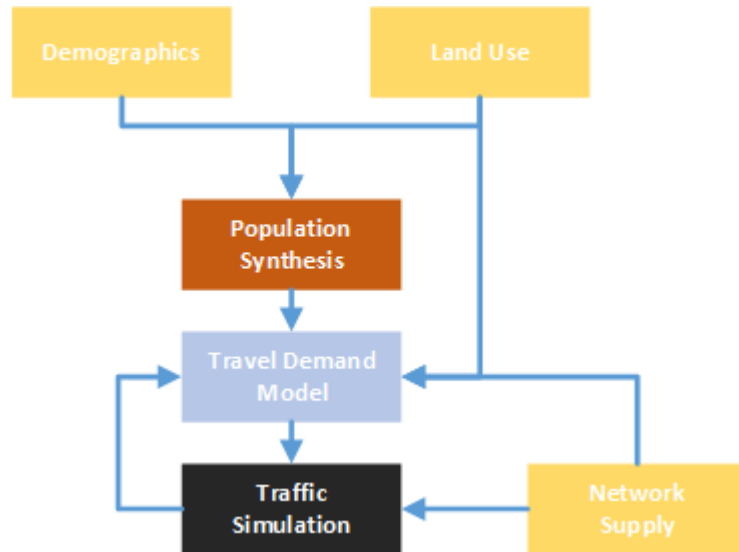 Demographics
Land Use
Population
Synthesis
Travel Demand
Model
Traffic
Simulation
Network
Supply